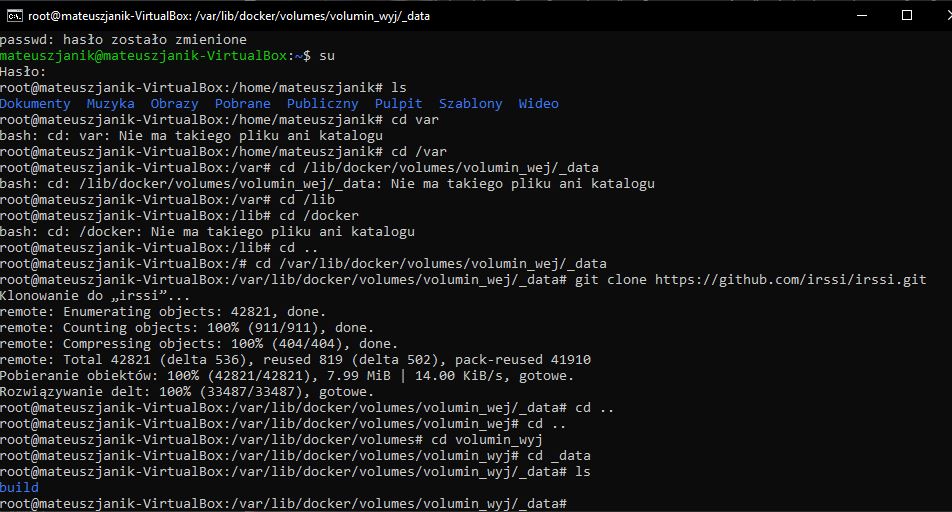 root@mateuszjanik-VirtualBox: /var/lib/docker/volumes/volumin_wyj/_data
passwd: hasło zostało zmienione
mateuszjanik@mateuszjanik-VirtualBox:~$ su
Hasło:
root@mateuszjanik-VirtualBox:/home/mateuszjanik# ls
Dokumenty  Muzyka  Obrazy  Pobrane  Publiczny  Pulpit  Szablony  Wideo
root@mateuszjanik-VirtualBox:/home/mateuszjanik# cd var
bash: cd: var: Nie ma takiego pliku ani katalogu
root@mateuszjanik-VirtualBox:/home/mateuszjanik# cd /var
root@mateuszjanik-VirtualBox:/var# cd /lib/docker/volumes/volumin_wej/_data
bash: cd: /lib/docker/volumes/volumin_wej/_data: Nie ma takiego pliku ani katalogu
root@mateuszjanik-VirtualBox:/var# cd /lib
root@mateuszjanik-VirtualBox:/lib# cd /docker
bash: cd: /docker: Nie ma takiego pliku ani katalogu
root@mateuszjanik-VirtualBox:/lib# cd ..
root@mateuszjanik-VirtualBox:/# cd /var/lib/docker/volumes/volumin_wej/_data
root@mateuszjanik-VirtualBox:/var/lib/docker/volumes/volumin_wej/_data# git clone https://github.com/irssi/irssi.git
Klonowanie do „irssi”...
remote: Enumerating objects: 42821, done.
remote: Counting objects: 100% (911/911), done.
remote: Compressing objects: 100% (404/404), done.
remote: Total 42821 (delta 536), reused 819 (delta 502), pack-reused 41910
Pobieranie obiektów: 100% (42821/42821), 7.99 MiB | 14.00 KiB/s, gotowe.
Rozwiązywanie delt: 100% (33487/33487), gotowe.
root@mateuszjanik-VirtualBox:/var/lib/docker/volumes/volumin_wej/_data# cd ..
root@mateuszjanik-VirtualBox:/var/lib/docker/volumes/volumin_wej# cd ..
root@mateuszjanik-VirtualBox:/var/lib/docker/volumes# cd volumin_wyj
root@mateuszjanik-VirtualBox:/var/lib/docker/volumes/volumin_wyj# cd _data
root@mateuszjanik-VirtualBox:/var/lib/docker/volumes/volumin_wyj/_data# ls
build
root@mateuszjanik-VirtualBox:/var/lib/docker/volumes/volumin_wyj/_data#